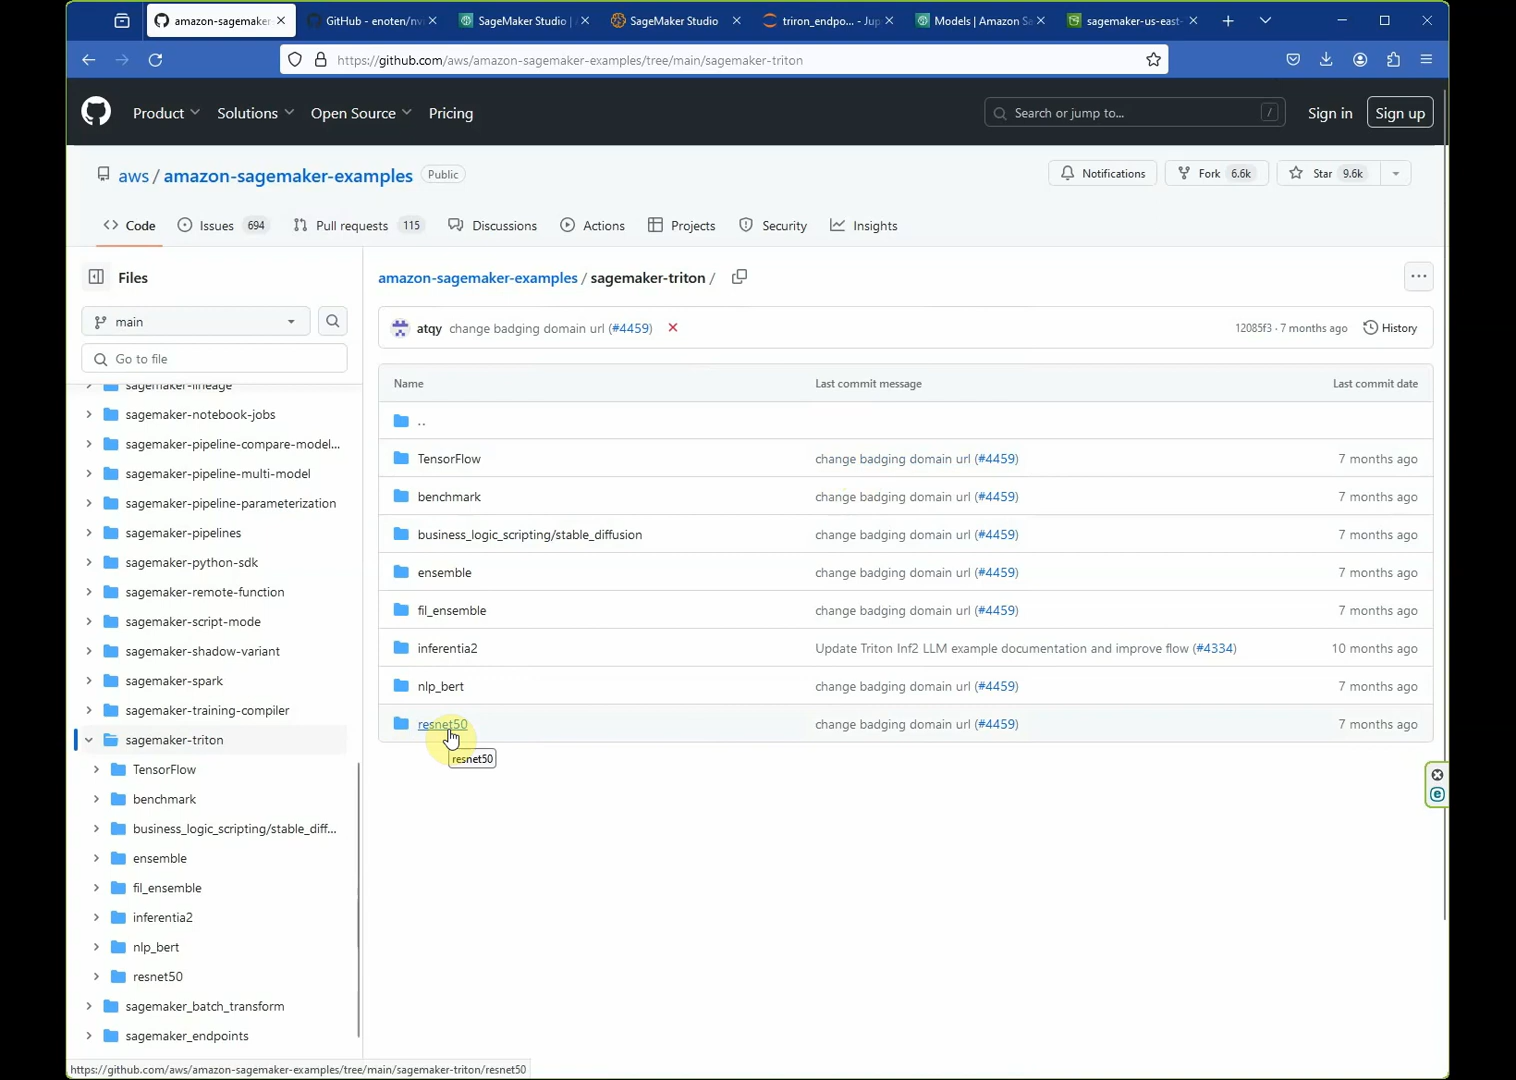 amazon-sagemaker
GitHub - enoten/nvi
SageMaker Studio |
SageMaker Studio
triron_endpo... - Jup
Models | Amazon Sa
sagemaker-us-east-
https://github.com/aws/amazon-sagemaker-examples/tree/main/sagemaker-triton
Product
Solutions
Open Source
Pricing
Search or jump to...
/
Sign in
Sign up
aws / amazon-sagemaker-examples
Public
Notifications
Fork 6.6k
Star 9.6k
Code
Issues 694
Pull requests 115
Discussions
Actions
Projects
Security
Insights
Files
main
Go to file
sagemaker-lineage
sagemaker-notebook-jobs
sagemaker-pipeline-compare-model...
sagemaker-pipeline-multi-model
sagemaker-pipeline-parameterization
sagemaker-pipelines
sagemaker-python-sdk
sagemaker-remote-function
sagemaker-script-mode
sagemaker-shadow-variant
sagemaker-spark
sagemaker-training-compiler
sagemaker-triton
TensorFlow
benchmark
business_logic_scripting/stable_diff...
ensemble
fil_ensemble
inferentia2
nlp_bert
resnet50
sagemaker_batch_transform
sagemaker_endpoints
amazon-sagemaker-examples / sagemaker-triton /
...
atqy change badging domain url (#4459)
12085f3 · 7 months ago
History
Name Last commit message Last commit date
..
TensorFlow change badging domain url (#4459) 7 months ago
benchmark change badging domain url (#4459) 7 months ago
business_logic_scripting/stable_diffusion change badging domain url (#4459) 7 months ago
ensemble change badging domain url (#4459) 7 months ago
fil_ensemble change badging domain url (#4459) 7 months ago
inferentia2 Update Triton Inf2 LLM example documentation and improve flow (#4334) 10 months ago
nlp_bert change badging domain url (#4459) 7 months ago
resnet50 change badging domain url (#4459) 7 months ago
resnet50
https://github.com/aws/amazon-sagemaker-examples/tree/main/sagemaker-triton/resnet50